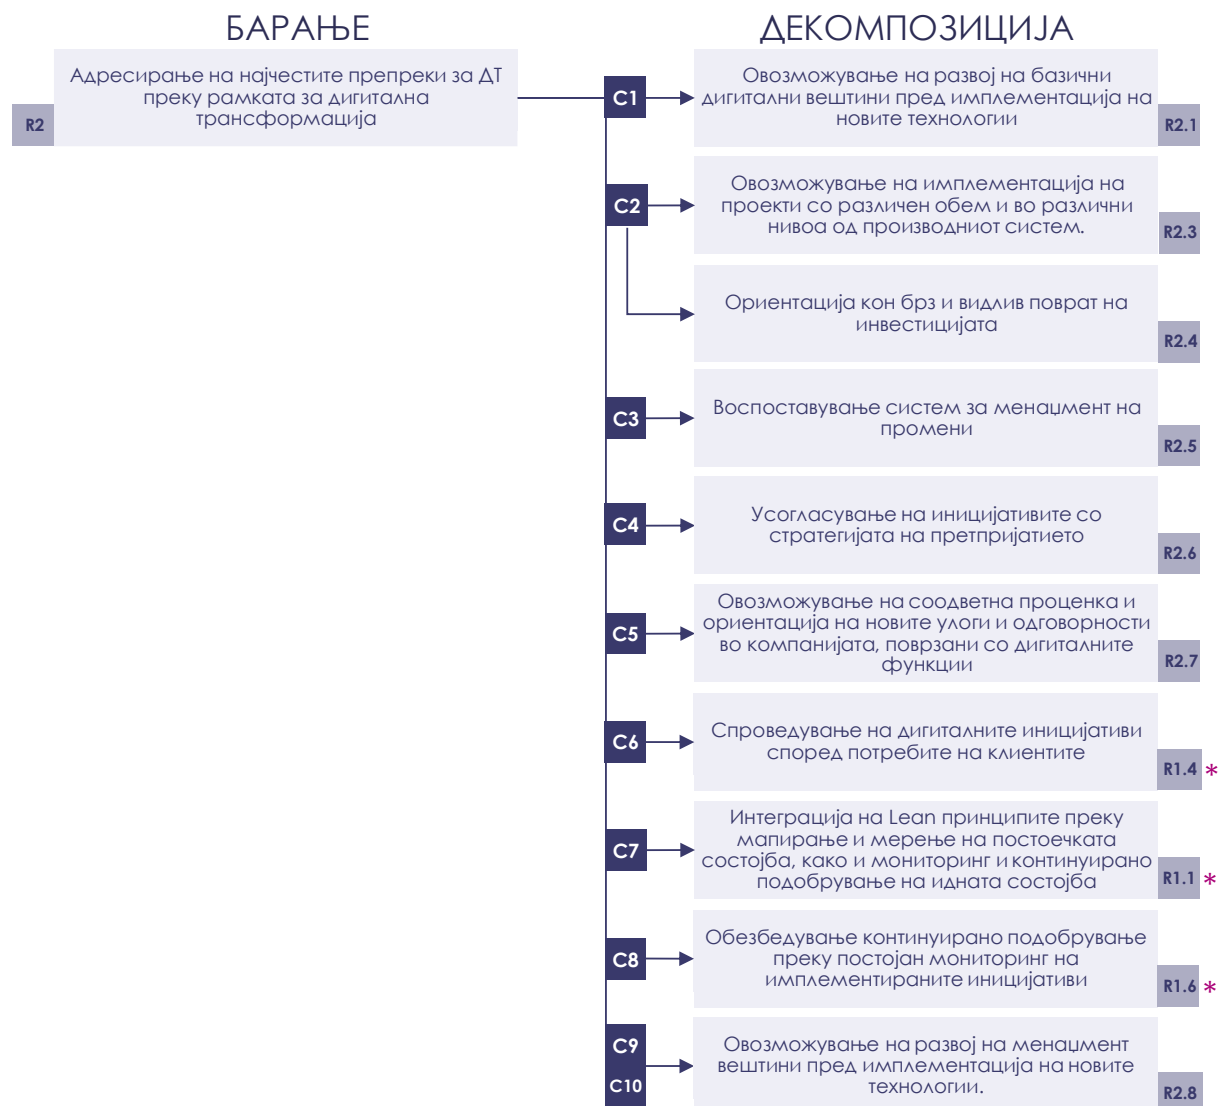 БАРАЊЕ
ДЕКОМПОЗИЦИЈА
Адресирање на најчестите препреки за ДТ
преку рамката за дигитална
трансформација
R2
C1
Овозможување на развој на базични
дигитални вештини пред имплементација на
новите технологии
R2.1
C2
Овозможување на имплементација на
проекти со различен обем и во различни
нивоа од производниот систем.
R2.3
Ориентација кон брз и видлив поврат на
инвестицијата
R2.4
C3
Воспоставување систем за менаџмент на
промени
R2.5
C4
Усогласување на иницијативите со
стратегијата на претпријатието
R2.6
C5
Овозможување на соодветна проценка и
ориентација на новите улоги и одговорности
во компанијата, поврзани со дигиталните
функции
R2.7
C6
Спроведување на дигиталните иницијативи
според потребите на клиентите
R1.4 *
C7
Интеграција на Lean принципите преку
мапирање и мерење на постоечката
состојба, како и мониторинг и континуирано
подобрување на идната состојба
R1.1 *
C8
Обезбедување континуирано подобрување
преку постојан мониторинг на
имплементираните иницијативи
R1.6 *
C9
C10
Овозможување на развој на менаџмент
вештини пред имплементација на новите
технологии.
R2.8